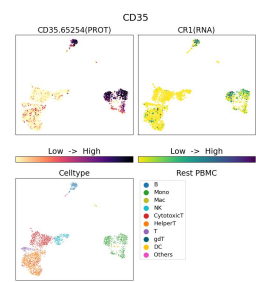 CD35
CD35.65254(PROT) CR1(RNA)
Low -> High Low -> High
Celltype Rest PBMC
B
Mono
Mac
NK
CytotoxicT
HelperT
T
gdT
DC
Others